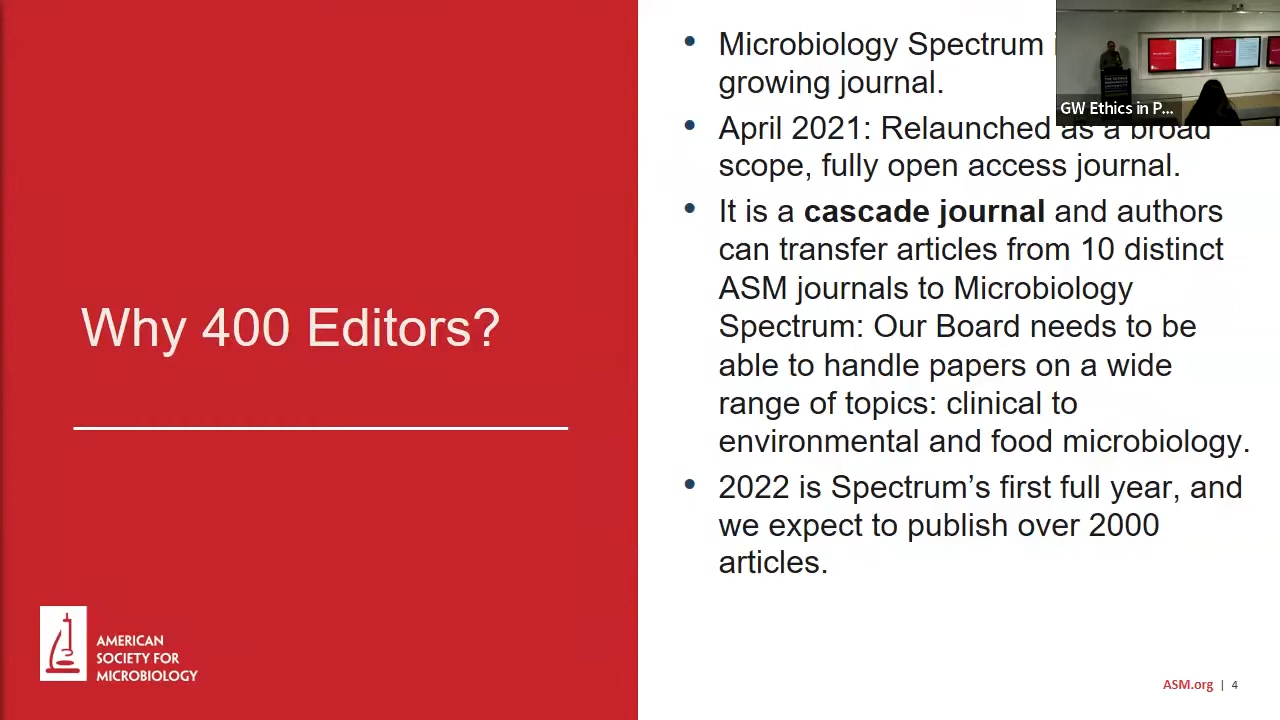 Why 400 Editors?
AMERICAN
SOCIETY FOR
MICROBIOLOGY
• Microbiology Spectrum
growing journal.
• April 2021: Relaunched as a broad
scope, fully open access journal.
• It is a cascade journal and authors
can transfer articles from 10 distinct
ASM journals to Microbiology
Spectrum: Our Board needs to be
able to handle papers on a wide
range of topics: clinical to
environmental and food microbiology.
• 2022 is Spectrum’s first full year, and
we expect to publish over 2000
articles.
GW Ethics in P...
ASM.org | 4